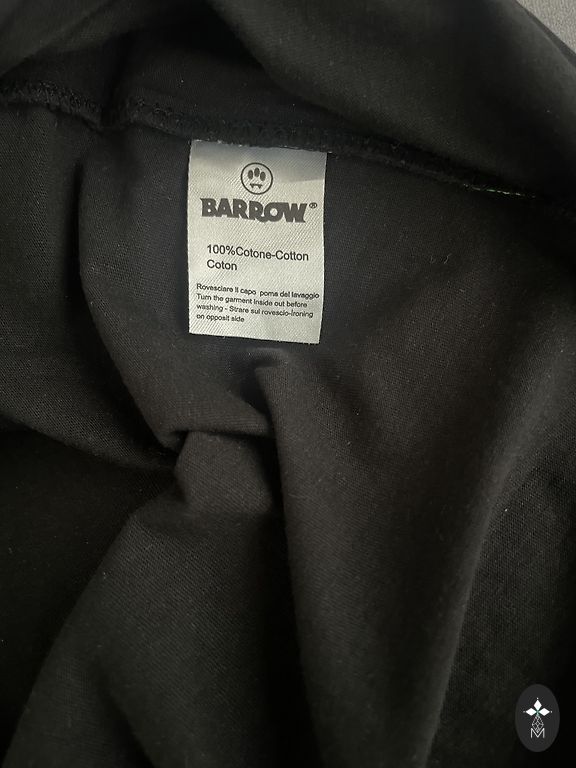 BARROW®
100%Cotone-Cotton
Coton
Rovesciare il capo poma del lavaggio
Turn the garment inside out before
washing - Strare sul rovescio-Ironing
on opposit side
M